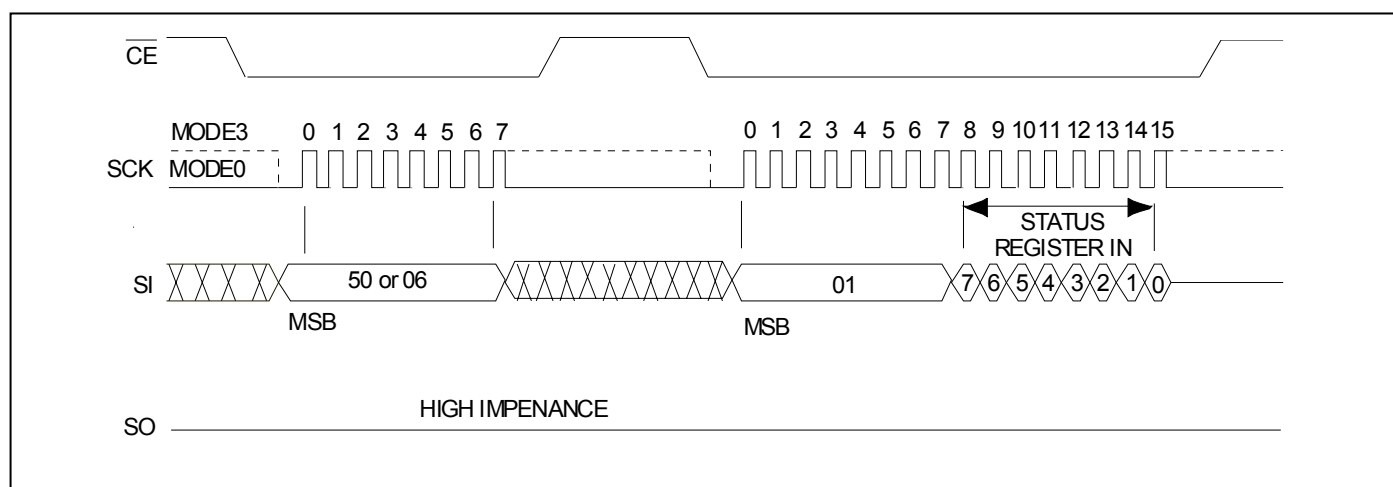 CE
MODE3 0 1 2 3 4 5 6 7 0 1 2 3 4 5 6 7 8 9 10 11 12 13 14 15
SCK MODE0
STATUS
REGISTER IN
SI 50 or 06 01 7 6 5 4 3 2 1 0
MSB MSB
HIGH IMPENANCE
SO